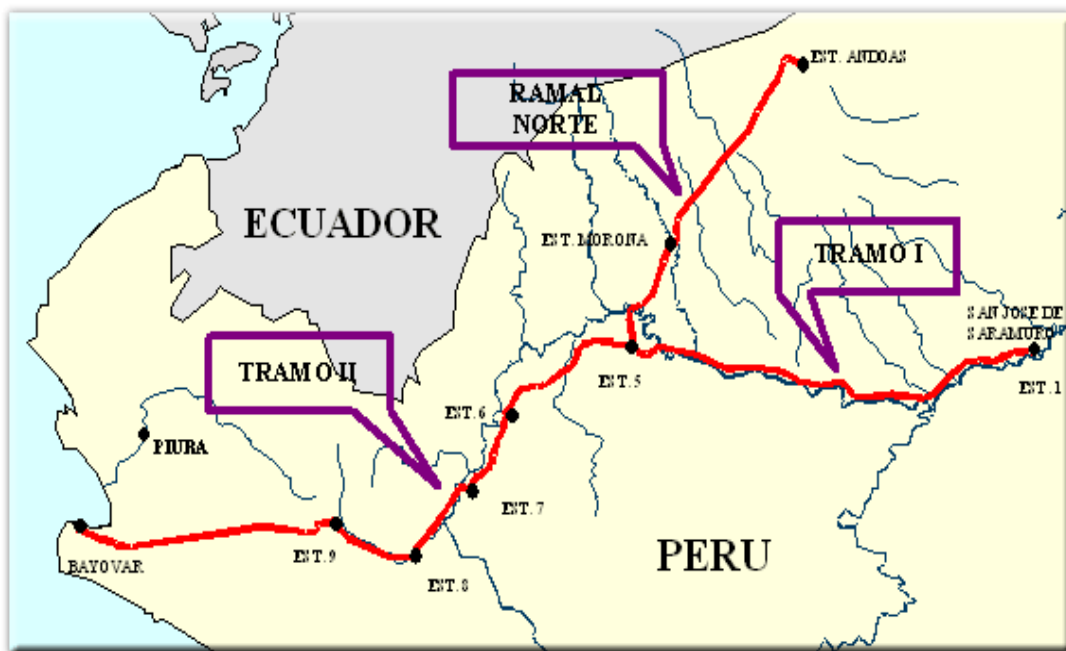 EST. ANDOAS
RAMAL
NORTE
ECUADOR
EST. MORONA
TRAMO I
SAN JOSE DE
SARAMURO
TRAMO II
EST. 5
EST. 1
EST. 6
PIURA
EST. 7
EST. 9
PERU
BAYOVAR
EST. 8